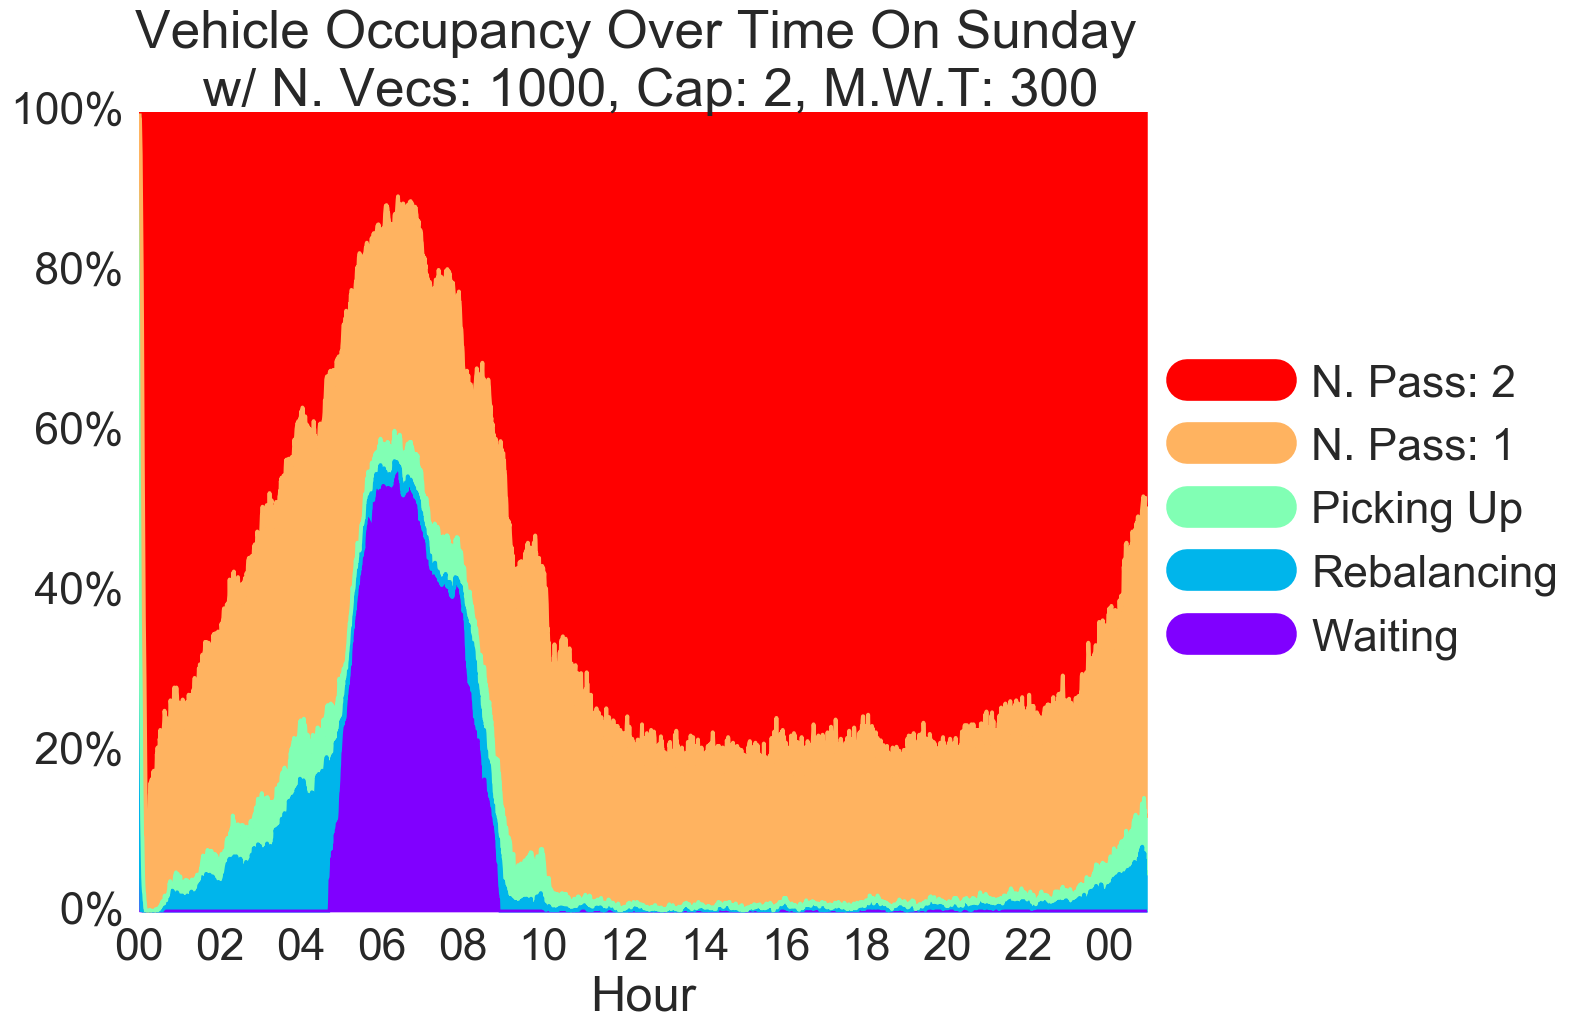 Vehicle Occupancy Over Time On Sunday
w/ N. Vecs: 1000, Cap: 2, M.W.T: 300
100%
80%
60%
40%
20%
0%
00 02 04 06 08 10 12 14 16 18 20 22 00
Hour
N. Pass: 2
N. Pass: 1
Picking Up
Rebalancing
Waiting